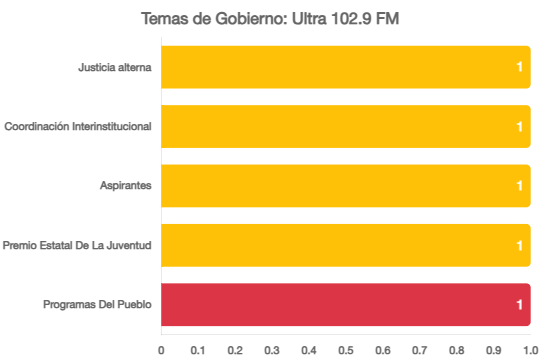 Temas de Gobierno: Ultra 102.9 FM
Justicia alterna 1
Coordinación Interinstitucional 1
Aspirantes 1
Premio Estatal De La Juventud 1
Programas Del Pueblo 1
0 0.1 0.2 0.3 0.4 0.5 0.6 0.7 0.8 0.9 1.0